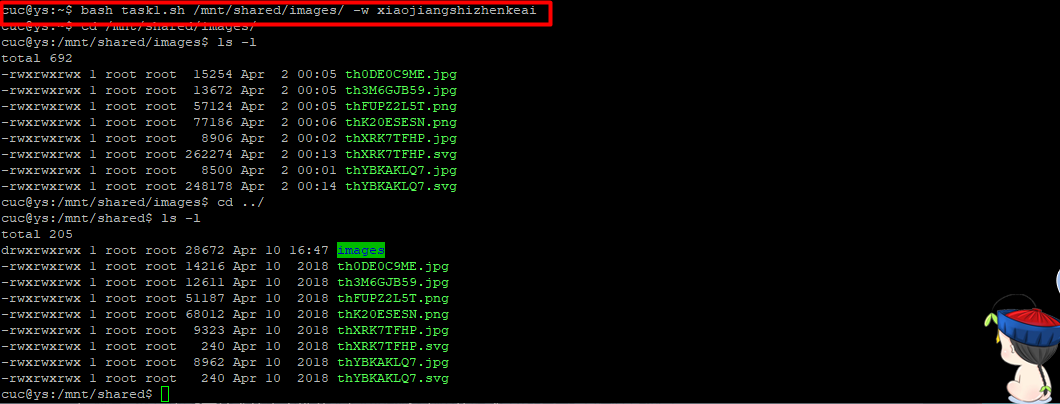 cuc@ys:~$ bash task1.sh /mnt/shared/images/ -w xiaojiangshizhenkeai
cuc@ys:~$ cd /mnt/shared/images/
cuc@ys:/mnt/shared/images$ ls -l
total 692
-rwxrwxrwx 1 root root  15254 Apr  2 00:05 th0DE0C9ME.jpg
-rwxrwxrwx 1 root root  13672 Apr  2 00:05 th3M6GJB59.jpg
-rwxrwxrwx 1 root root  57124 Apr  2 00:05 thFUPZ2L5T.png
-rwxrwxrwx 1 root root  77186 Apr  2 00:06 thK20ESESN.png
-rwxrwxrwx 1 root root   8906 Apr  2 00:02 thXRK7TFHP.jpg
-rwxrwxrwx 1 root root 262274 Apr  2 00:13 thXRK7TFHP.svg
-rwxrwxrwx 1 root root   8500 Apr  2 00:01 thYBKAKLQ7.jpg
-rwxrwxrwx 1 root root 248178 Apr  2 00:14 thYBKAKLQ7.svg
cuc@ys:/mnt/shared/images$ cd ../
cuc@ys:/mnt/shared$ ls -l
total 205
drwxrwxrwx 1 root root 28672 Apr 10 16:47 images
-rwxrwxrwx 1 root root 14216 Apr 10  2018 th0DE0C9ME.jpg
-rwxrwxrwx 1 root root 12611 Apr 10  2018 th3M6GJB59.jpg
-rwxrwxrwx 1 root root 51187 Apr 10  2018 thFUPZ2L5T.png
-rwxrwxrwx 1 root root 68012 Apr 10  2018 thK20ESESN.png
-rwxrwxrwx 1 root root  9323 Apr 10  2018 thXRK7TFHP.jpg
-rwxrwxrwx 1 root root   240 Apr 10  2018 thXRK7TFHP.svg
-rwxrwxrwx 1 root root  8962 Apr 10  2018 thYBKAKLQ7.jpg
-rwxrwxrwx 1 root root   240 Apr 10  2018 thYBKAKLQ7.svg
cuc@ys:/mnt/shared$